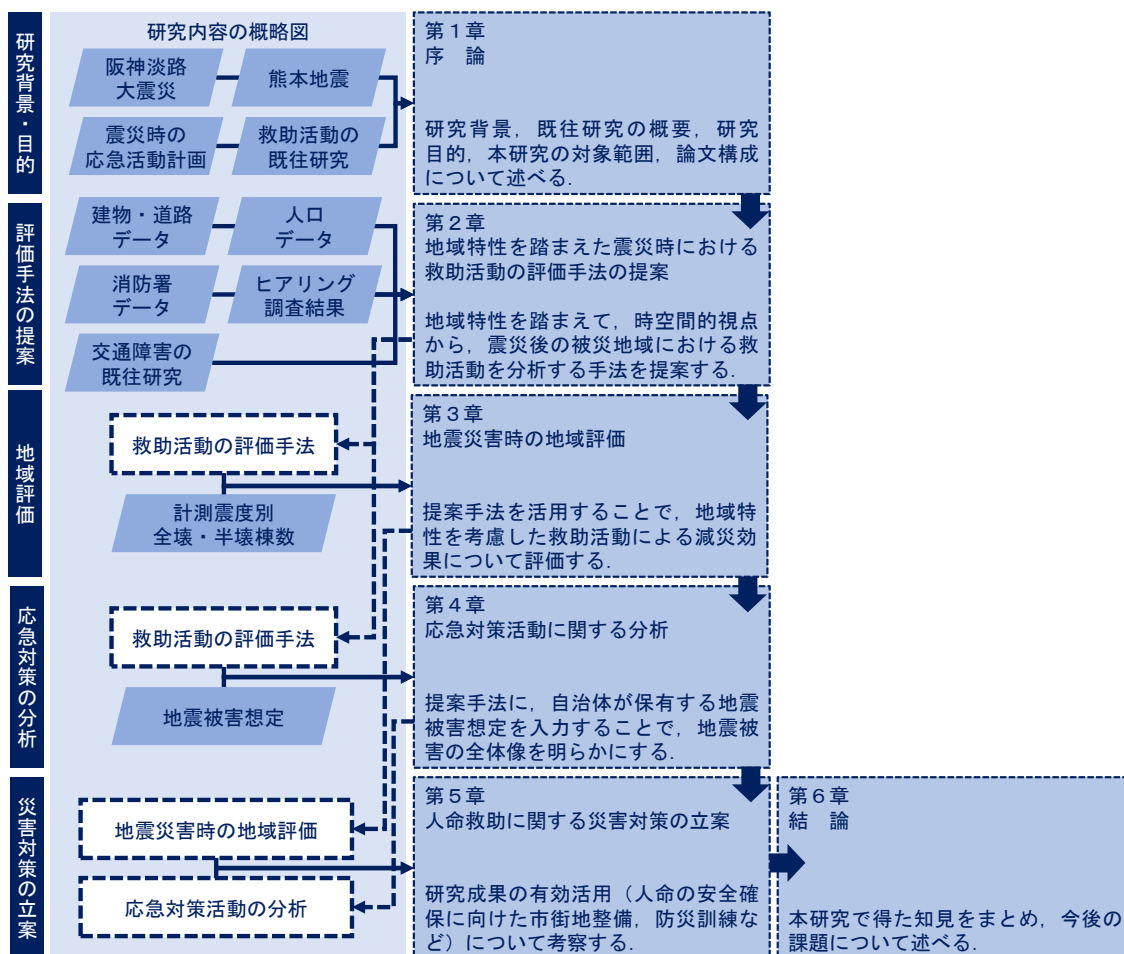 研究背景・目的
研究内容の概略図
阪神淡路
大震災
熊本地震
震災時の
応急活動計画
救助活動の
既往研究
第１章
序　論
研究背景，既往研究の概要，研究
目的，本研究の対象範囲，論文構成
について述べる．
評価手法の提案
建物・道路
データ
人口
データ
消防署
データ
ヒアリング
調査結果
交通障害の
既往研究
第２章
地域特性を踏まえた震災時における
救助活動の評価手法の提案
地域特性を踏まえて，時空間的視点
から，震災後の被災地域における救
助活動を分析する手法を提案する．
地域評価
救助活動の評価手法
計測震度別
全壊・半壊棟数
第３章
地震災害時の地域評価
提案手法を活用することで，地域特
性を考慮した救助活動による減災効
果について評価する．
応急対策の分析
救助活動の評価手法
地震被害想定
第４章
応急対策活動に関する分析
提案手法に，自治体が保有する地震
被害想定を入力することで，地震被
害の全体像を明らかにする．
災害対策の立案
地震災害時の地域評価
応急対策活動の分析
第５章
人命救助に関する災害対策の立案
研究成果の有効活用（人命の安全確
保に向けた市街地整備，防災訓練な
ど）について考察する．
第６章
結　論
本研究で得た知見をまとめ，今後の
課題について述べる．